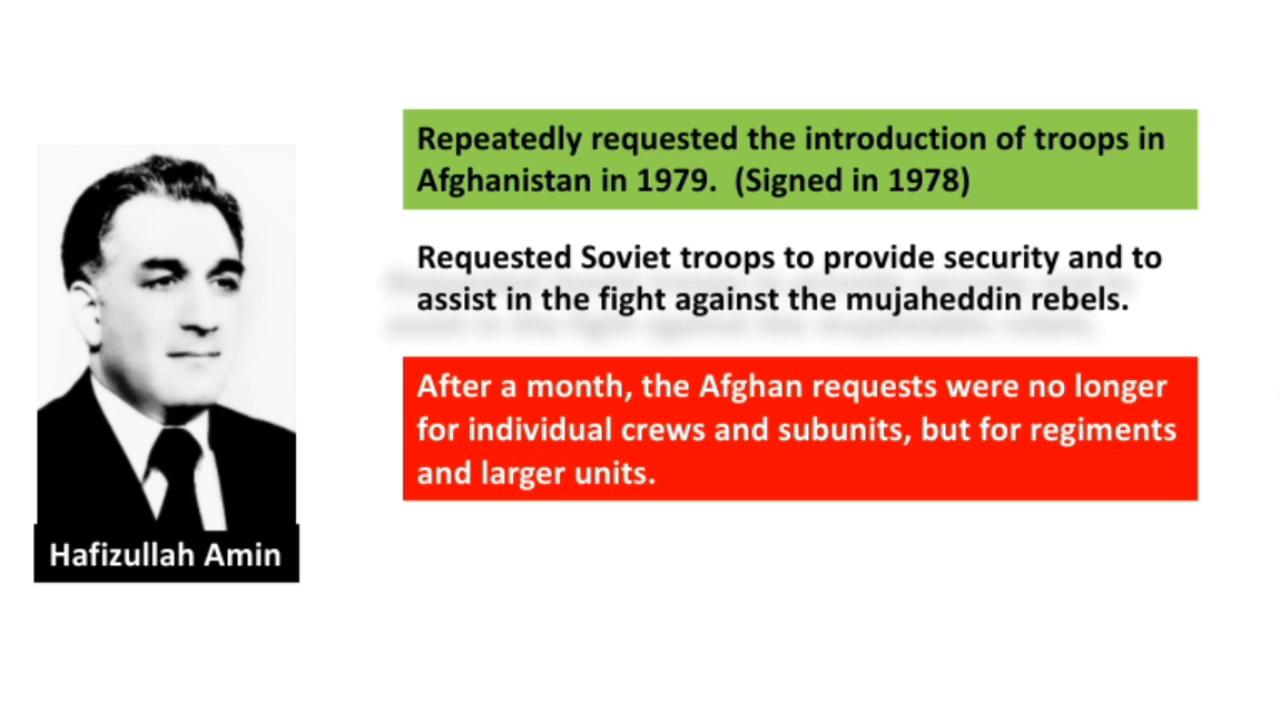 Repeatedly requested the introduction of troops in
Afghanistan in 1979.  (Signed in 1978)
Requested Soviet troops to provide security and to
assist in the fight against the mujaheddin rebels.
After a month, the Afghan requests were no longer
for individual crews and subunits, but for regiments
and larger units.
Hafizullah Amin